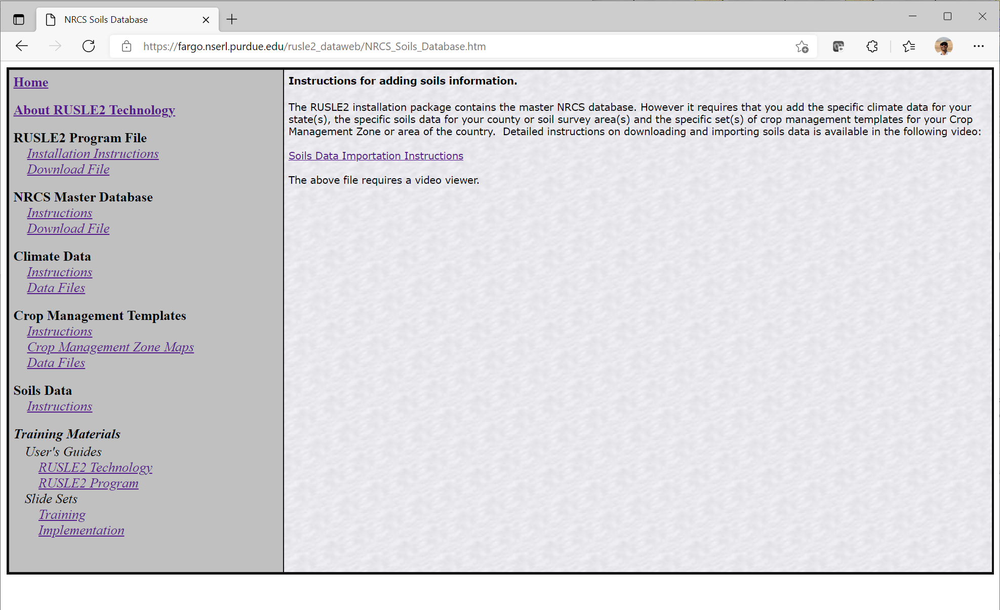 NRCS Soils Database
https://fargo.nserl.purdue.edu/rusle2_dataweb/NRCS_Soils_Database.htm
Home
About RUSLE2 Technology
RUSLE2 Program File
Installation Instructions
Download File
NRCS Master Database
Instructions
Download File
Climate Data
Instructions
Data Files
Crop Management Templates
Instructions
Crop Management Zone Maps
Data Files
Soils Data
Instructions
Training Materials
User's Guides
RUSLE2 Technology
RUSLE2 Program
Slide Sets
Training
Implementation
Instructions for adding soils information.
The RUSLE2 installation package contains the master NRCS database. However it requires that you add the specific climate data for your
state(s), the specific soils data for your county or soil survey area(s) and the specific set(s) of crop management templates for your Crop
Management Zone or area of the country.  Detailed instructions on downloading and importing soils data is available in the following video:
Soils Data Importation Instructions
The above file requires a video viewer.